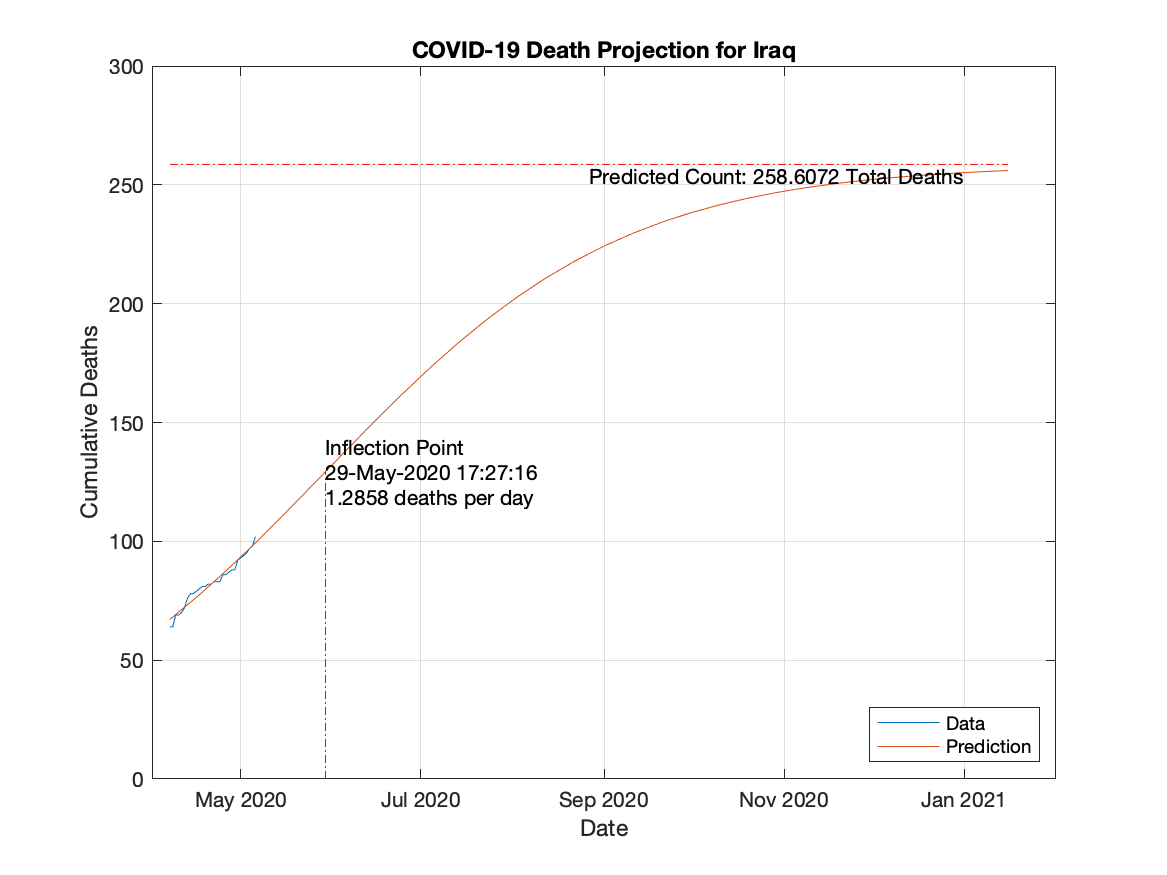 COVID-19 Death Projection for Iraq
300
250
200
150
100
50
0
Cumulative Deaths
Predicted Count: 258.6072 Total Deaths
Inflection Point
29-May-2020 17:27:16
1.2858 deaths per day
Data
Prediction
May 2020
Jul 2020
Sep 2020
Nov 2020
Jan 2021
Date